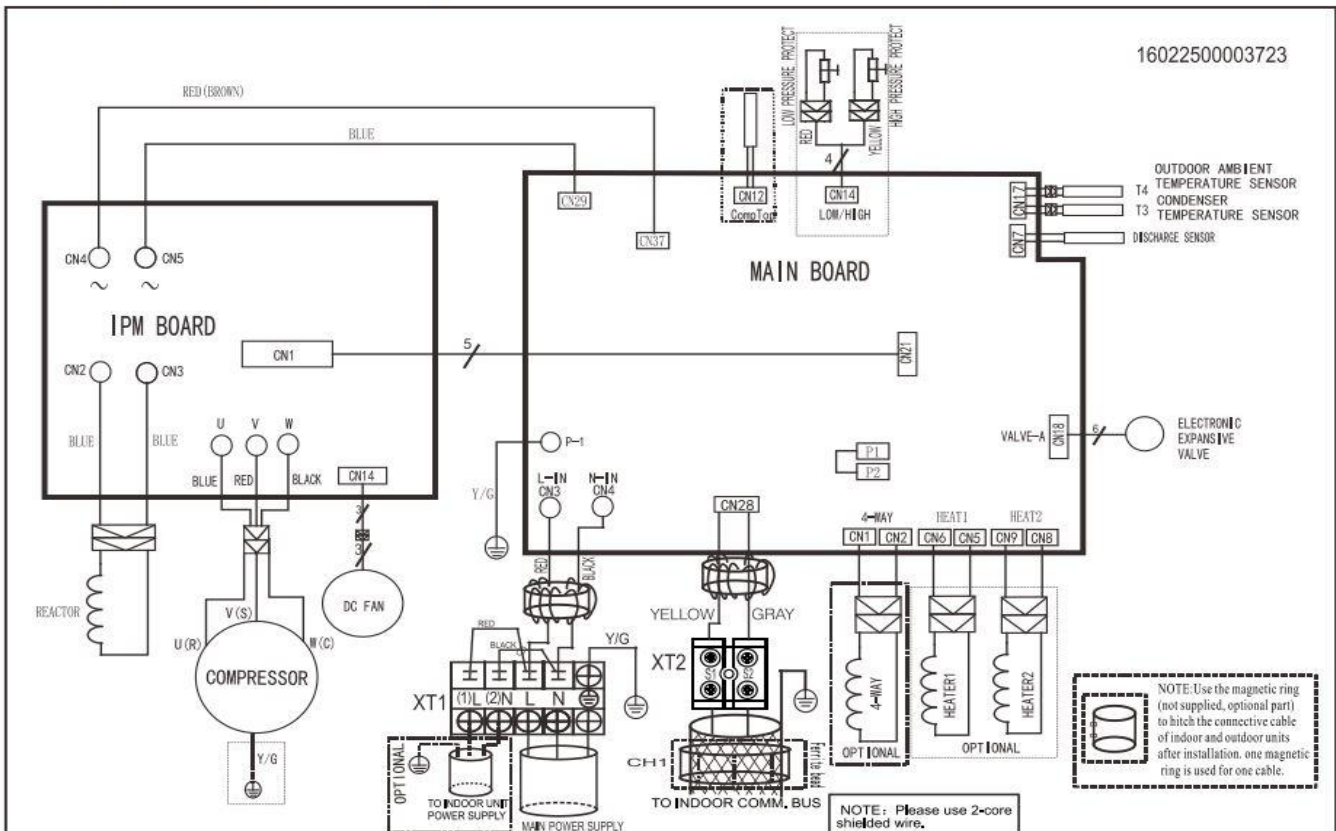 16022500003723
RED(BROWN)
BLUE
LOW PRESSURE PROTECT
HIGH PRESSURE PROTECT
RED
YELLOW
4
CN12
CompTop
CN14
LOW/HIGH
CN29
CN37
CN17
T4
OUTDOOR AMBIENT
TEMPERATURE SENSOR
T3
CONDENSER
TEMPERATURE SENSOR
CN7
DISCHARGE SENSOR
MAIN BOARD
CN4
CN5
~
~
IPM BOARD
CN2
CN3
CN1
5
CN21
BLUE
BLUE
U
V
W
BLUE
RED
BLACK
CN14
3
3
P-1
Y/G
L-IN
CN3
N-IN
CN4
CN28
P1
P2
VALVE-A
CN18
6
ELECTRONIC
EXPANSIVE
VALVE
4-WAY
HEAT1
HEAT2
CN1
CN2
CN6
CN5
CN9
CN8
REACTOR
V(S)
U(R)
W(C)
COMPRESSOR
Y/G
DC FAN
RED
BLACK
RED
BLACK
Y/G
XT1
(1)L
(2)N
L
N
OPTIONAL
TO INDOOR UNIT
POWER SUPPLY
MAIN POWER SUPPLY
YELLOW
GRAY
XT2
S1
S2
CH1
Ferrite bead
TO INDOOR COMM. BUS
4-WAY
OPTIONAL
HEATER1
HEATER2
OPTIONAL
NOTE: Please use 2-core
shielded wire.
NOTE:Use the magnetic ring
(not supplied, optional part)
to hitch the connective cable
of indoor and outdoor units
after installation. one magnetic
ring is used for one cable.